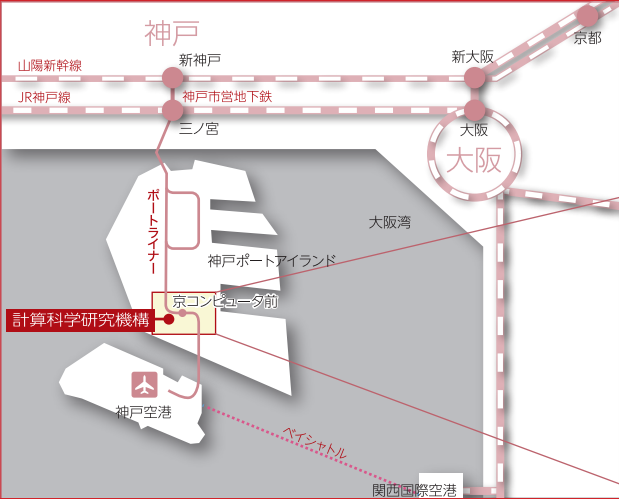 神戸
京都
新神戸
新大阪
山陽新幹線
JR神戸線
神戸市営地下鉄
三ノ宮
大阪
大阪
ポートライナー
大阪湾
神戸ポートアイランド
京コンピュータ前
計算科学研究機構
神戸空港
ベイシャトル
関西国際空港